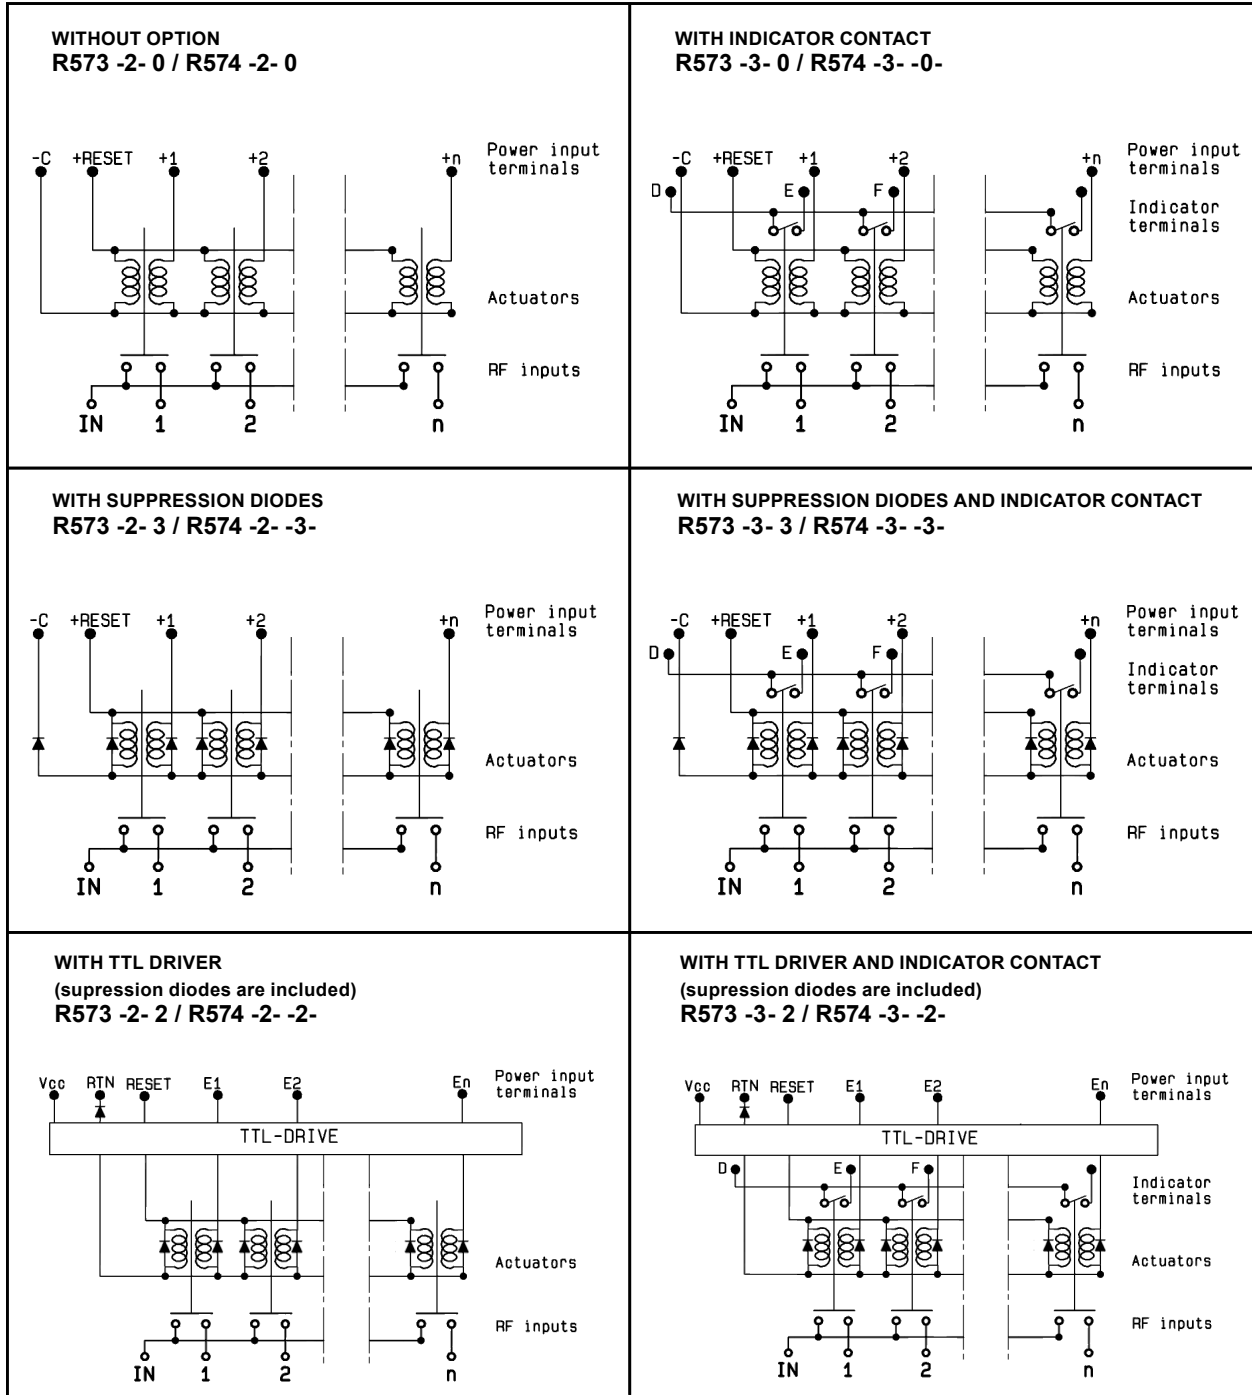 WITHOUT OPTION
R573 -2- 0 / R574 -2- 0
-C +RESET +1 +2 +n
Power input
terminals
Actuators
RF inputs
IN 1 2 n
WITH INDICATOR CONTACT
R573 -3- 0 / R574 -3- -0-
-C +RESET +1 +2 +n
Power input
terminals
D E F
Indicator
terminals
Actuators
RF inputs
IN 1 2 n
WITH SUPPRESSION DIODES
R573 -2- 3 / R574 -2- -3-
-C +RESET +1 +2 +n
Power input
terminals
Actuators
RF inputs
IN 1 2 n
WITH SUPPRESSION DIODES AND INDICATOR CONTACT
R573 -3- 3 / R574 -3- -3-
-C +RESET +1 +2 +n
Power input
terminals
D E F
Indicator
terminals
Actuators
RF inputs
IN 1 2 n
WITH TTL DRIVER
(supression diodes are included)
R573 -2- 2 / R574 -2- -2-
Vcc RTN RESET E1 E2 En
Power input
terminals
TTL-DRIVE
Actuators
RF inputs
IN 1 2 n
WITH TTL DRIVER AND INDICATOR CONTACT
(supression diodes are included)
R573 -3- 2 / R574 -3- -2-
Vcc RTN RESET E1 E2 En
Power input
terminals
TTL-DRIVE
D E F
Indicator
terminals
Actuators
RF inputs
IN 1 2 n